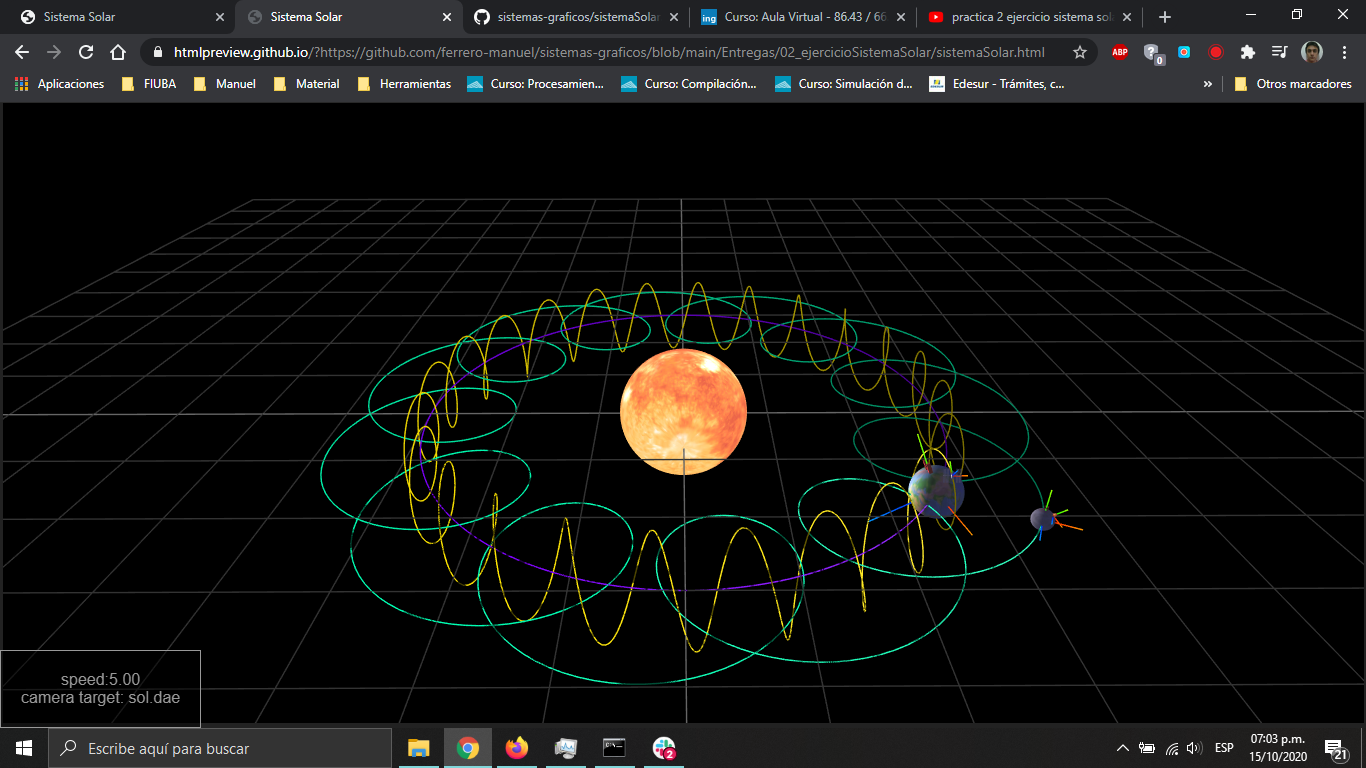 Sistema Solar
Sistema Solar
sistemas-graficos/sistemaSolar
Curso: Aula Virtual - 86.43 / 66
practica 2 ejercicio sistema sol
htmlpreview.github.io/?https://github.com/ferrero-manuel/sistemas-graficos/blob/main/Entregas/02_ejercicioSistemaSolar/sistemaSolar.html
ABP
0
Aplicaciones
FIUBA
Manuel
Material
Herramientas
Curso: Procesamien...
Curso: Compilación...
Curso: Simulación d...
Edesur - Trámites, c...
»
Otros marcadores
speed:5.00
camera target: sol.dae
Escribe aquí para buscar
2
ESP
07:03 p.m.
15/10/2020
21